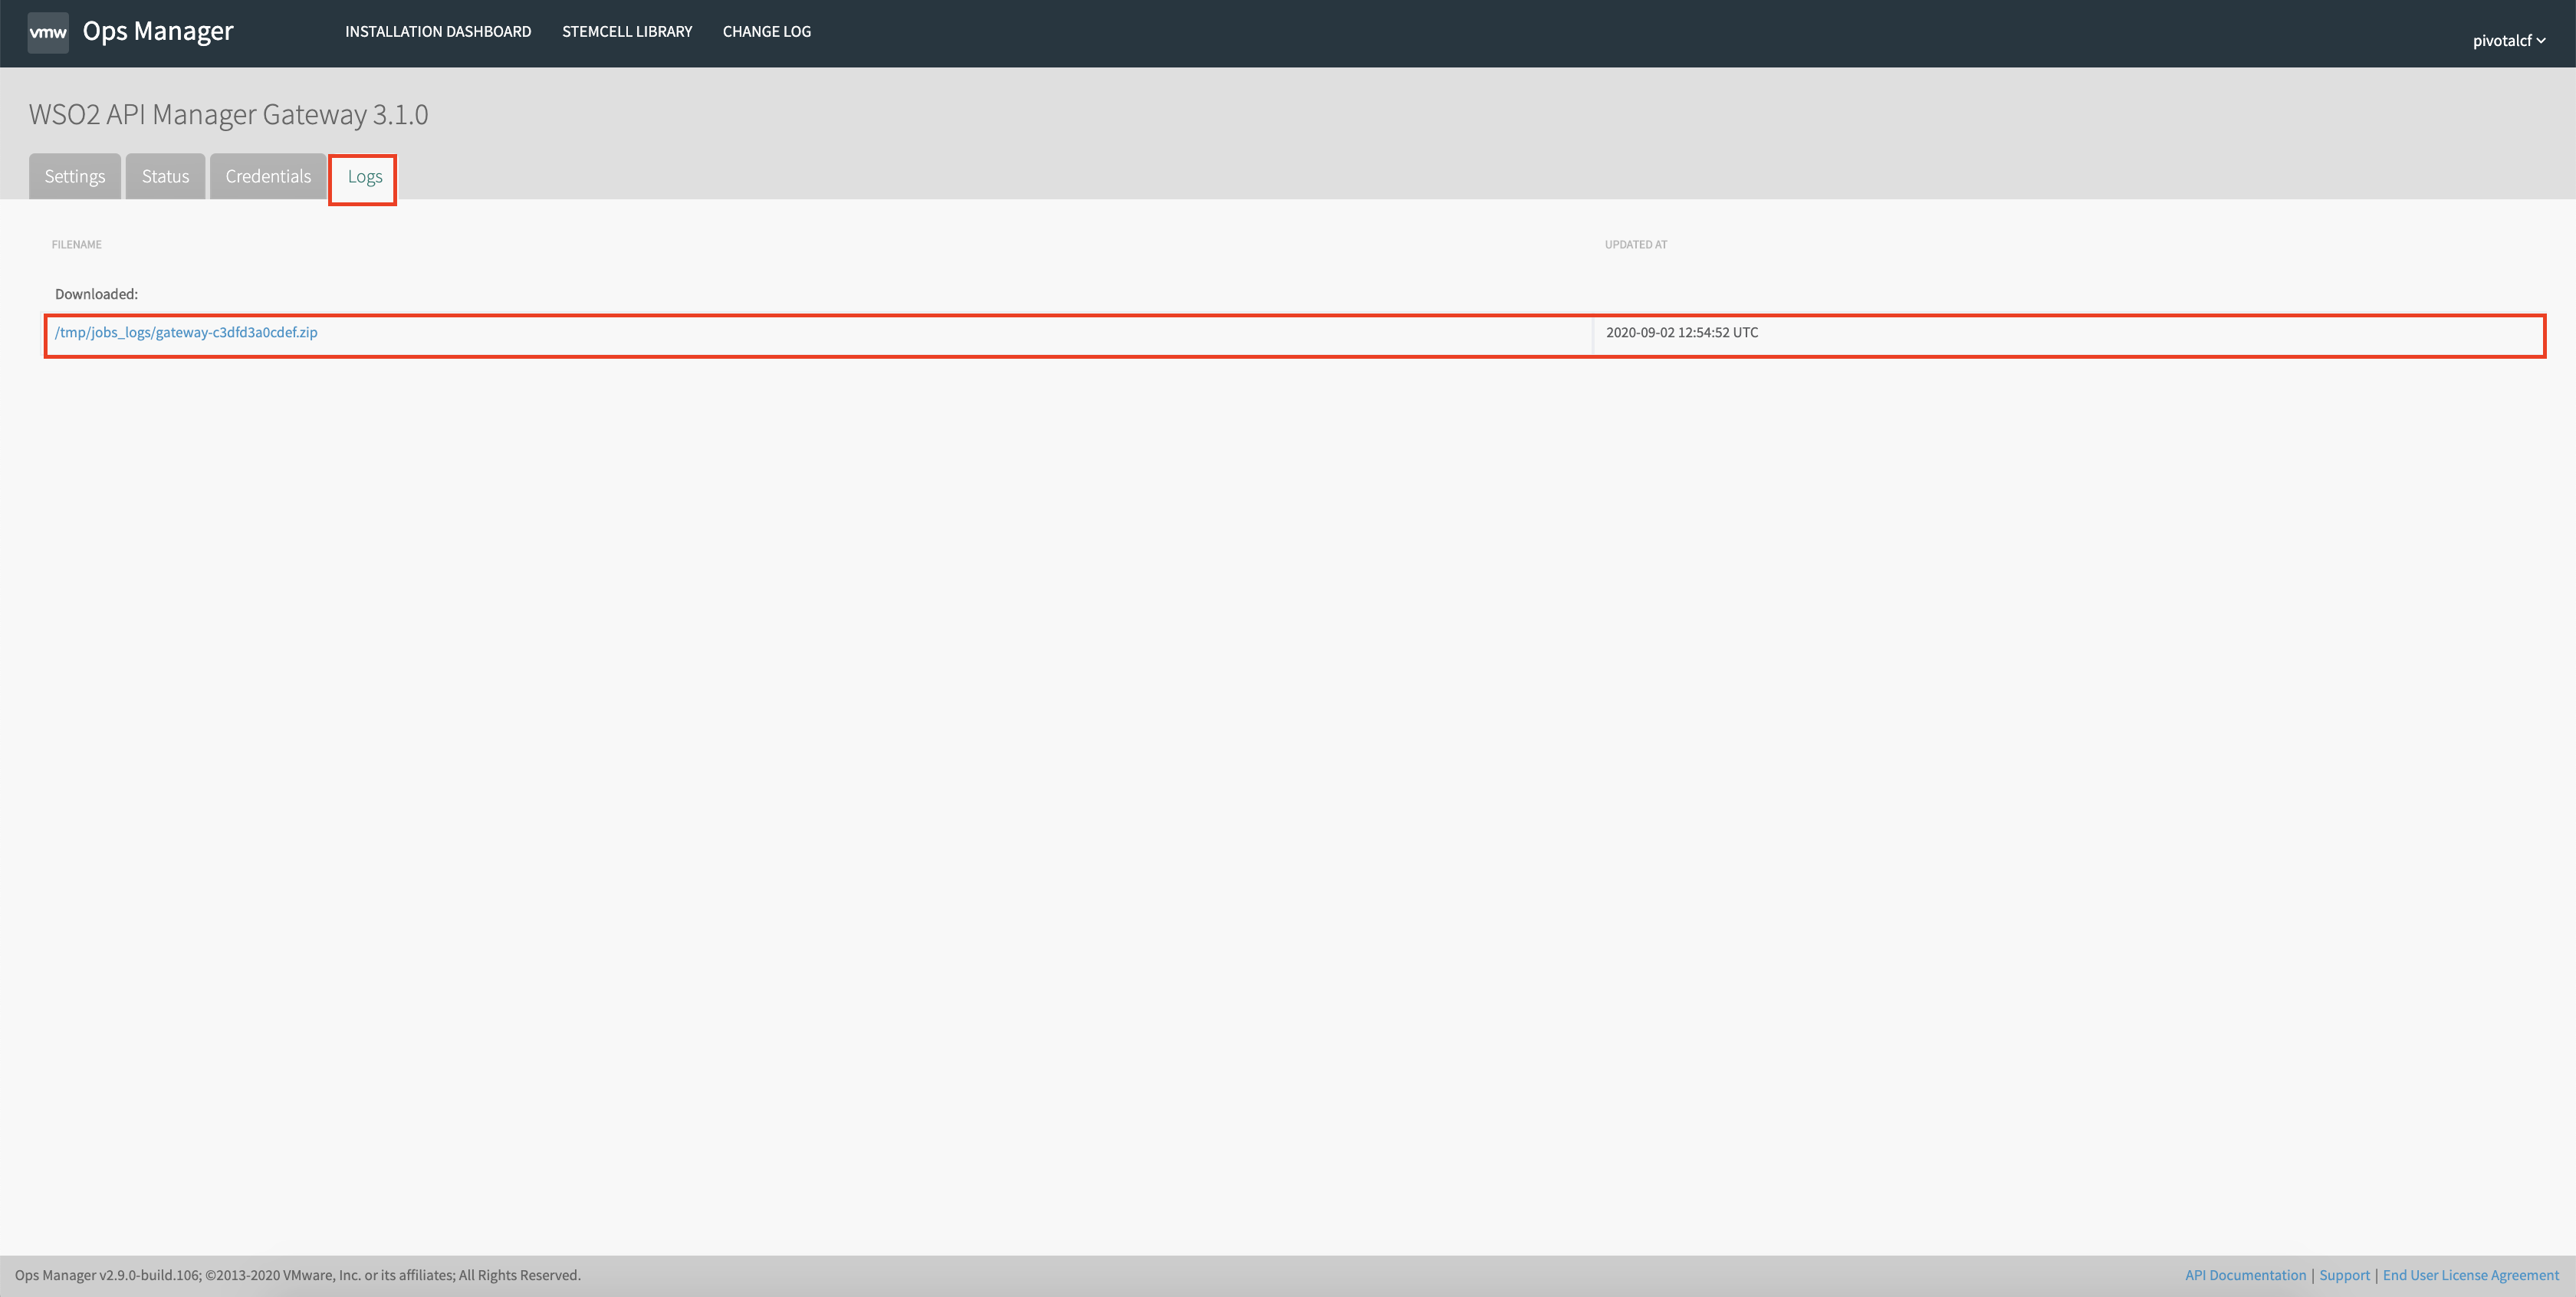 vmw Ops Manager INSTALLATION DASHBOARD STEMCELL LIBRARY CHANGE LOG pivotalcf
WSO2 API Manager Gateway 3.1.0
Settings Status Credentials Logs
FILENAME UPDATED AT
Downloaded:
/tmp/jobs_logs/gateway-c3dfd3a0cdef.zip 2020-09-02 12:54:52 UTC
Ops Manager v2.9.0-build.106; ©2013-2020 VMware, Inc. or its affiliates; All Rights Reserved. API Documentation | Support | End User License Agreement